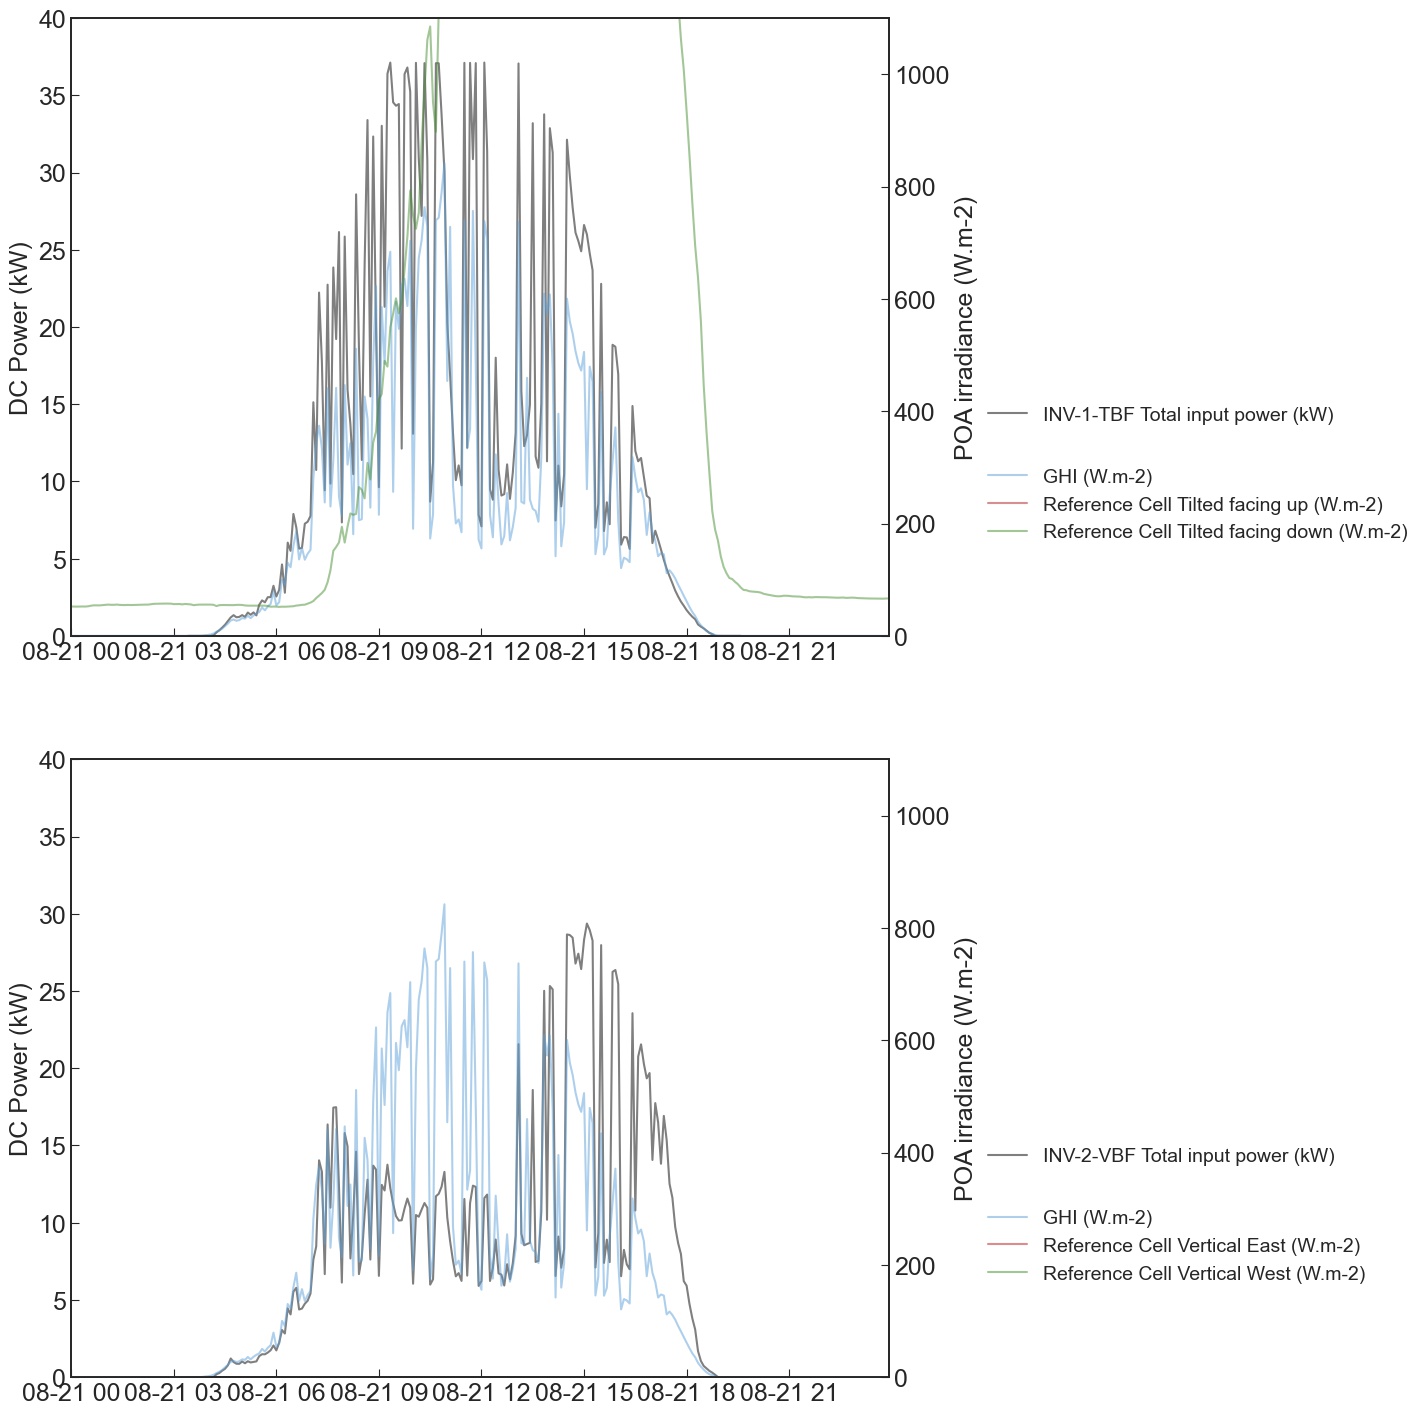 40
35
30
25
20
15
10
5
0
DC Power (kW)
1000
800
600
400
200
0
POA irradiance (W.m-2)
08-21 00 08-21 03 08-21 06 08-21 09 08-21 12 08-21 15 08-21 18 08-21 21
INV-1-TBF Total input power (kW)
GHI (W.m-2)
Reference Cell Tilted facing up (W.m-2)
Reference Cell Tilted facing down (W.m-2)
40
35
30
25
20
15
10
5
0
DC Power (kW)
1000
800
600
400
200
0
POA irradiance (W.m-2)
08-21 00 08-21 03 08-21 06 08-21 09 08-21 12 08-21 15 08-21 18 08-21 21
INV-2-VBF Total input power (kW)
GHI (W.m-2)
Reference Cell Vertical East (W.m-2)
Reference Cell Vertical West (W.m-2)